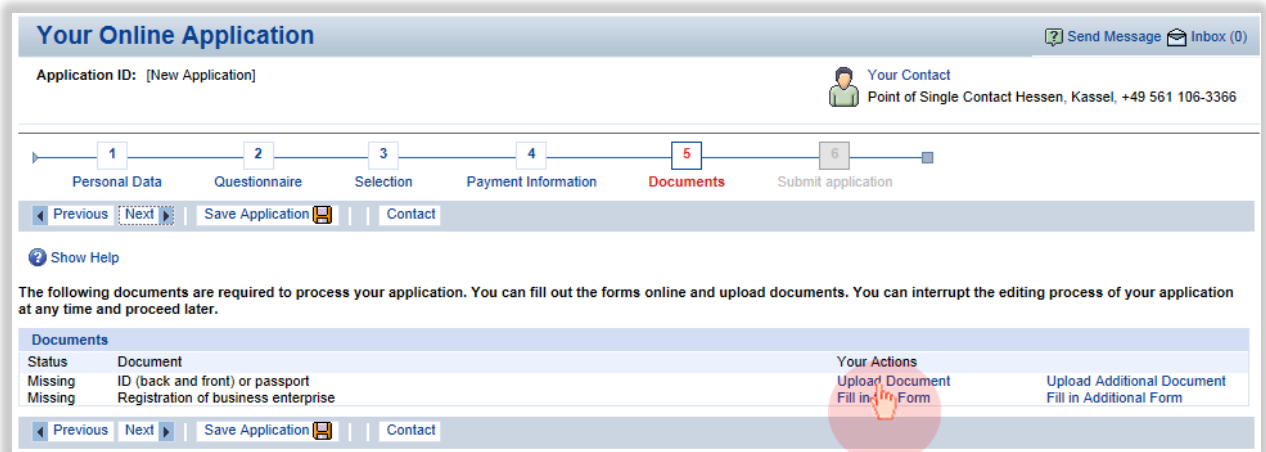 Your Online Application
Send Message Inbox (0)
Application ID: [New Application]
Your Contact
Point of Single Contact Hessen, Kassel, +49 561 106-3366
1 2 3 4 5 6
Personal Data Questionnaire Selection Payment Information Documents Submit application
Previous Next Save Application Contact
Show Help
The following documents are required to process your application. You can fill out the forms online and upload documents. You can interrupt the editing process of your application
at any time and proceed later.
Documents
Status Document Your Actions
Missing ID (back and front) or passport Upload Document Upload Additional Document
Missing Registration of business enterprise Fill in Form Fill in Additional Form
Previous Next Save Application Contact